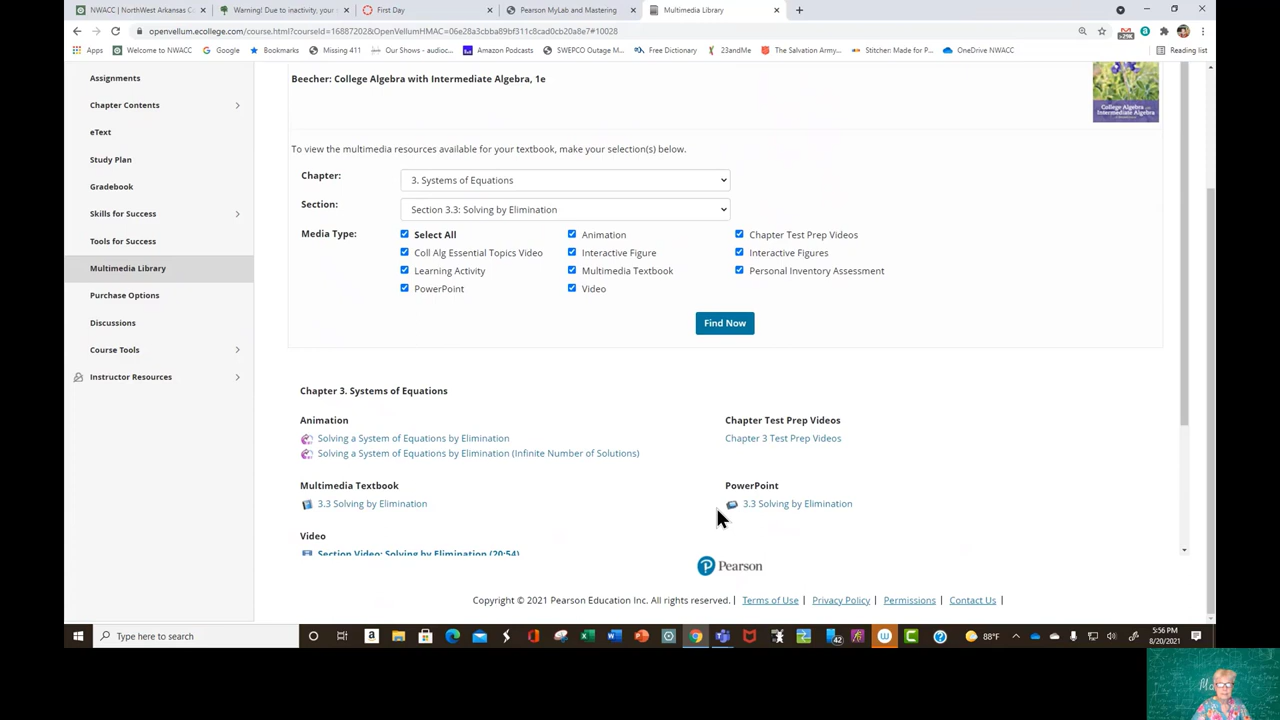 NWACC | NorthWest Arkansas C
Warning! Due to inactivity, your s
First Day
Pearson MyLab and Mastering
Multimedia Library
openvellum.ecollege.com/course.html?courseId=16887202&OpenVellumHMAC=06e28a3cbba89bf311c8cad0cb20a8e7#10028
Apps
Welcome to NWACC
Google
Bookmarks
Missing 411
Our Shows - audioc...
Amazon Podcasts
SWEPCO Outage M...
Free Dictionary
23andMe
The Salvation Army...
Stitcher: Made for P...
OneDrive NWACC
Reading list
Assignments
Chapter Contents
eText
Study Plan
Gradebook
Skills for Success
Tools for Success
Multimedia Library
Purchase Options
Discussions
Course Tools
Instructor Resources
Beecher: College Algebra with Intermediate Algebra, 1e
College Algebra
Intermediate Algebra
To view the multimedia resources available for your textbook, make your selection(s) below.
Chapter: 3. Systems of Equations
Section: Section 3.3: Solving by Elimination
Media Type: Select All Animation Chapter Test Prep Videos
Coll Alg Essential Topics Video Interactive Figure Interactive Figures
Learning Activity Multimedia Textbook Personal Inventory Assessment
PowerPoint Video
Find Now
Chapter 3. Systems of Equations
Animation
Solving a System of Equations by Elimination
Solving a System of Equations by Elimination (Infinite Number of Solutions)
Chapter Test Prep Videos
Chapter 3 Test Prep Videos
Multimedia Textbook
3.3 Solving by Elimination
PowerPoint
3.3 Solving by Elimination
Video
Section Video: Solving by Elimination (20:54)
Pearson
Copyright © 2021 Pearson Education Inc. All rights reserved. | Terms of Use | Privacy Policy | Permissions | Contact Us |
Type here to search
42
88°F
5:56 PM
8/20/2021